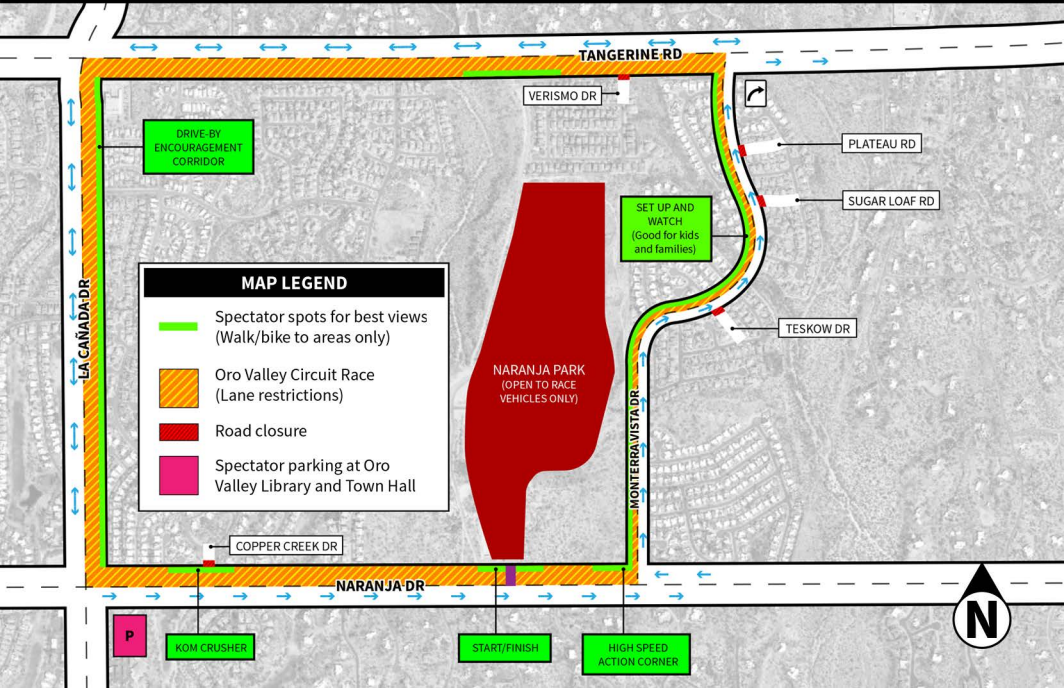 TANGERINE RD
VERISMO DR
DRIVE-BY
ENCOURAGEMENT
CORRIDOR
PLATEAU RD
SUGAR LOAF RD
SET UP AND
WATCH
(Good for kids
and families)
LA CAÑADA DR
MAP LEGEND
Spectator spots for best views
(Walk/bike to areas only)
Oro Valley Circuit Race
(Lane restrictions)
Road closure
Spectator parking at Oro
Valley Library and Town Hall
TESKOW DR
NARANJA PARK
(OPEN TO RACE
VEHICLES ONLY)
MONTERRA VISTA DR
COPPER CREEK DR
NARANJA DR
P
KOM CRUSHER
START/FINISH
HIGH SPEED
ACTION CORNER
N